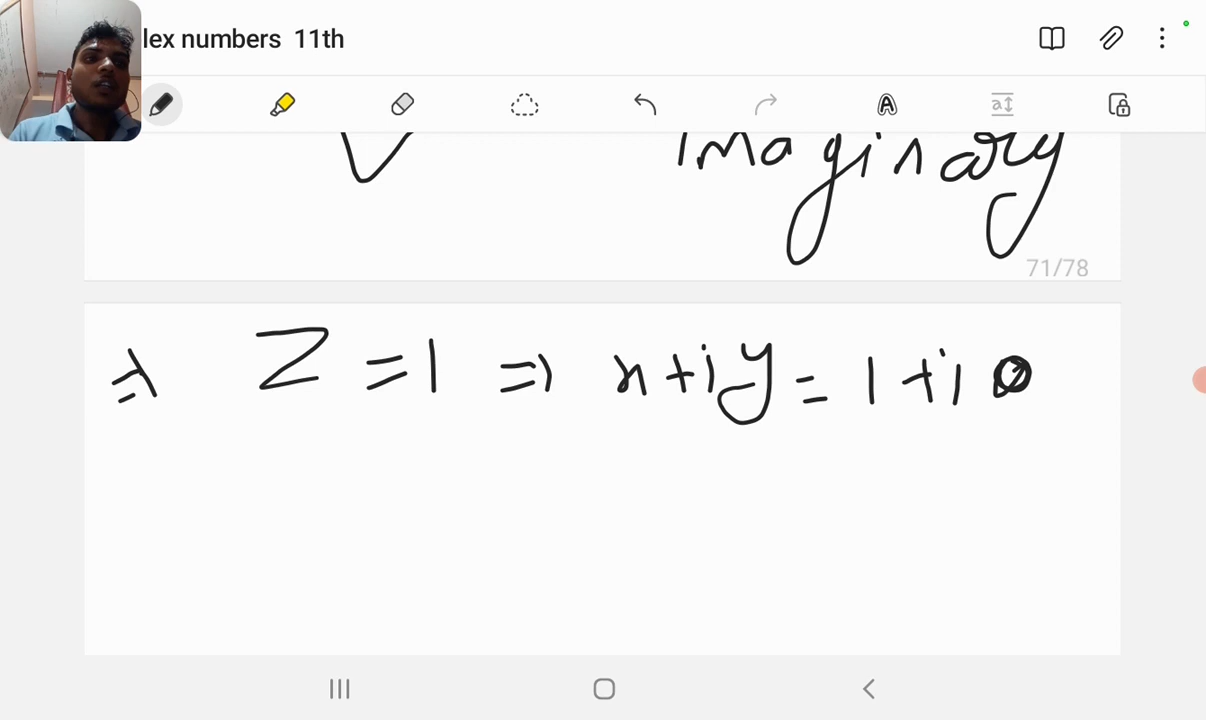 lex numbers 11th
Imaginary
71/78
⇒ Z = 1 ⇒ x + iy = 1 + i0